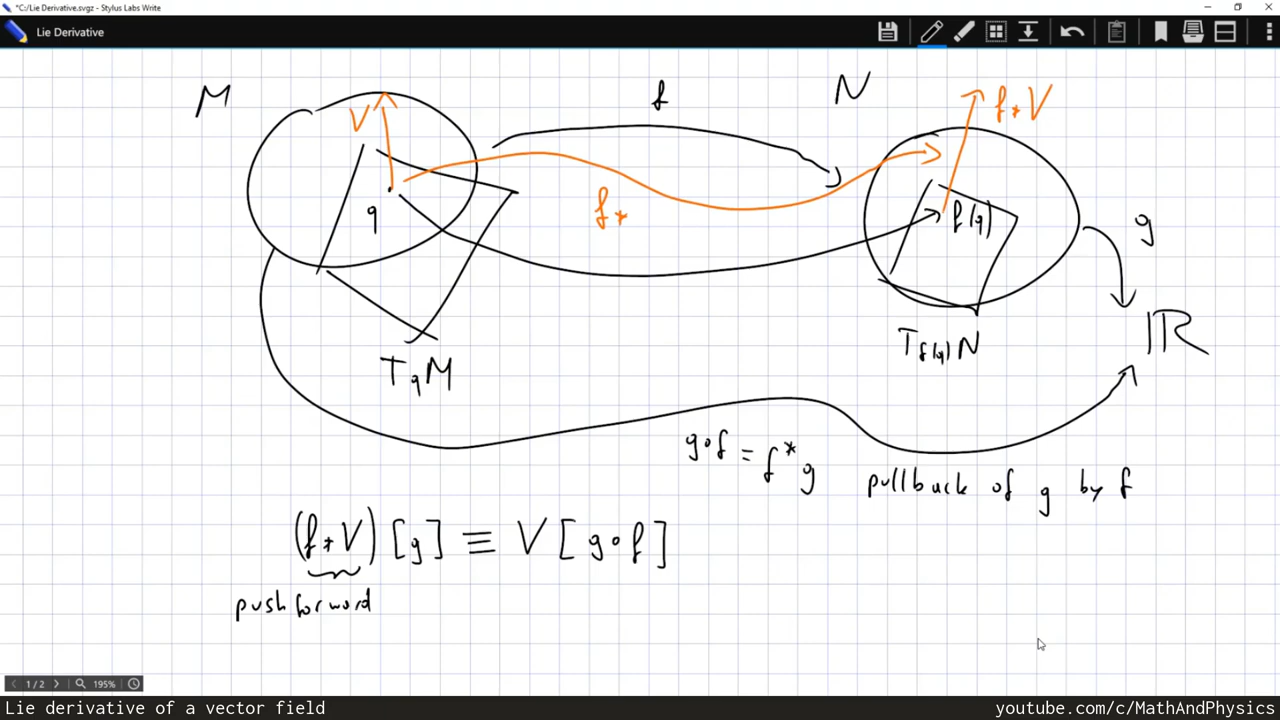 *C:/Lie Derivative.svgz - Stylus Labs Write
Lie Derivative
M
f
N
V
f⋆V
q
f⋆
f(q)
g
ℝ
T_qM
T_f(q)N
g∘f = f*g
pullback of g by f
(f⋆V)[g] ≡ V[g∘f]
pushforword
1/2
195%
Lie derivative of a vector field
youtube.com/c/MathAndPhysics